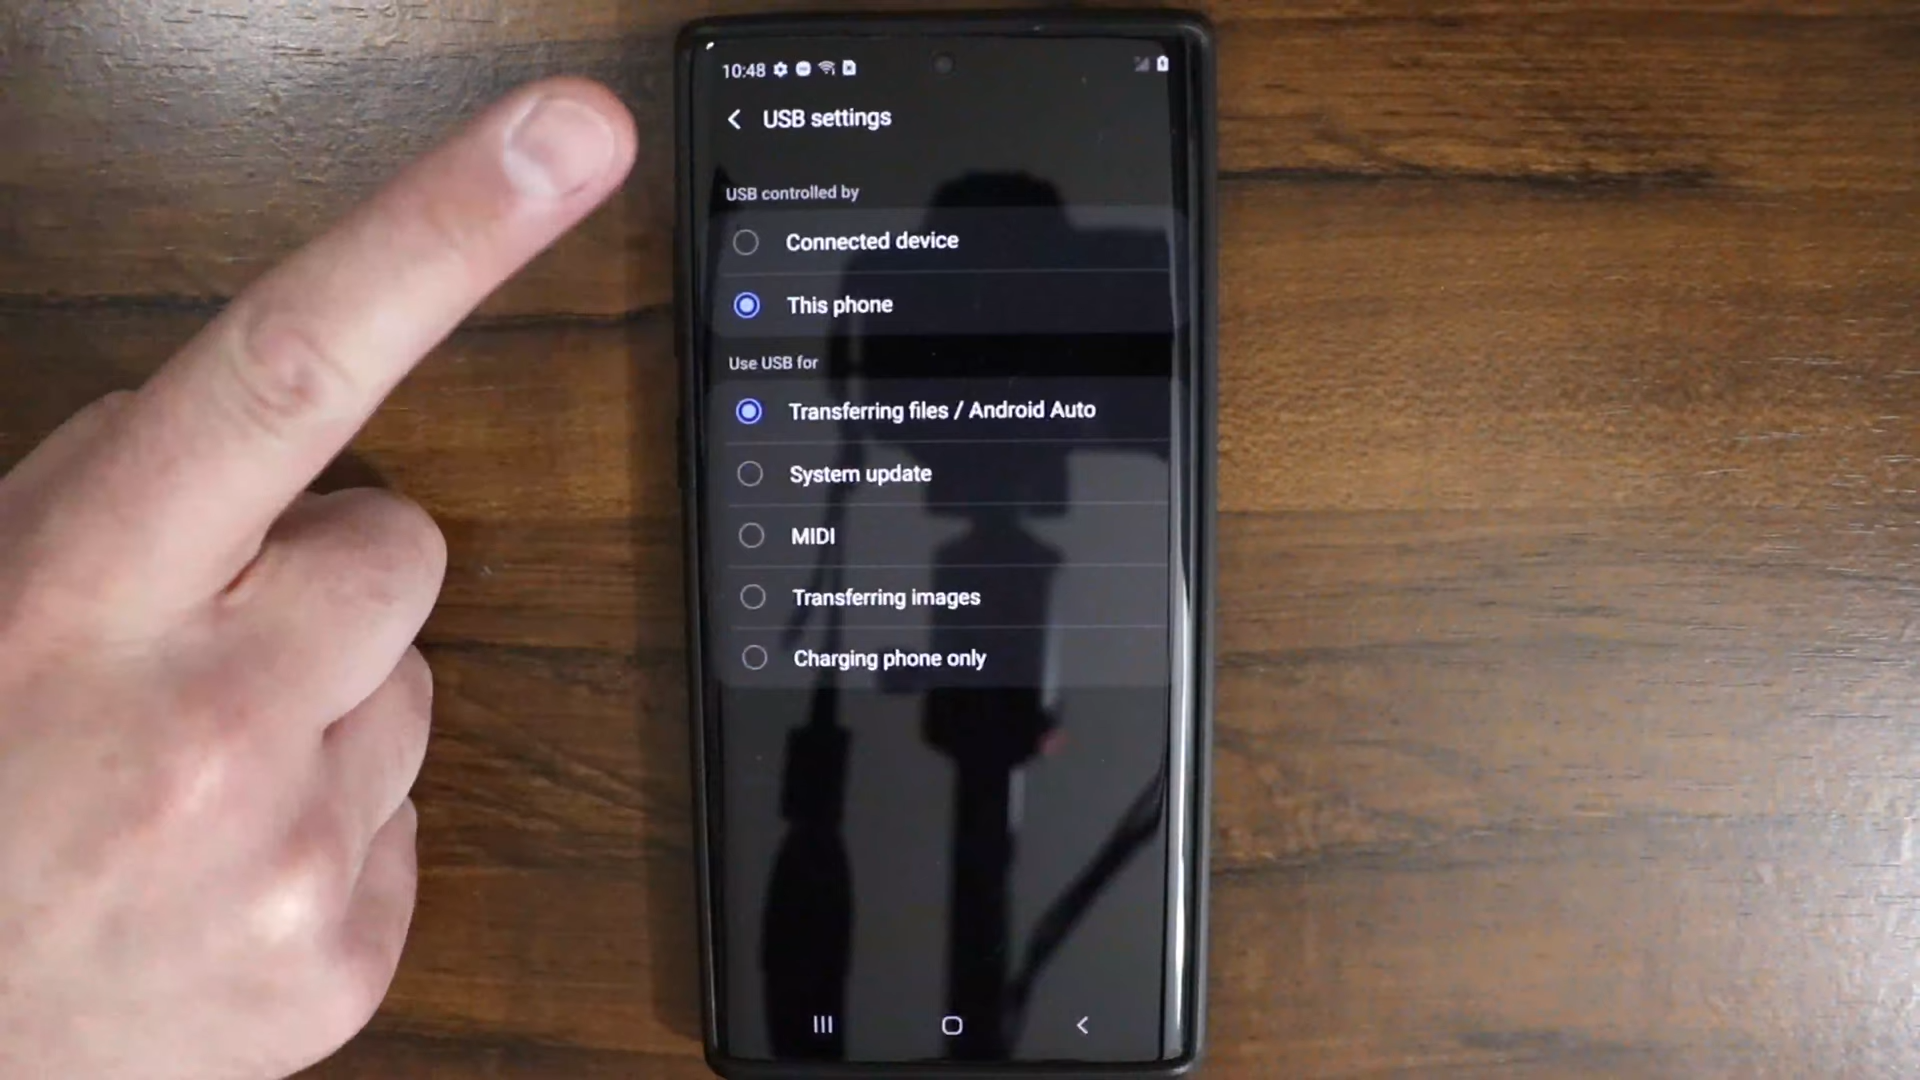 10:48
USB settings
USB controlled by
Connected device
This phone
Use USB for
Transferring files / Android Auto
System update
MIDI
Transferring images
Charging phone only